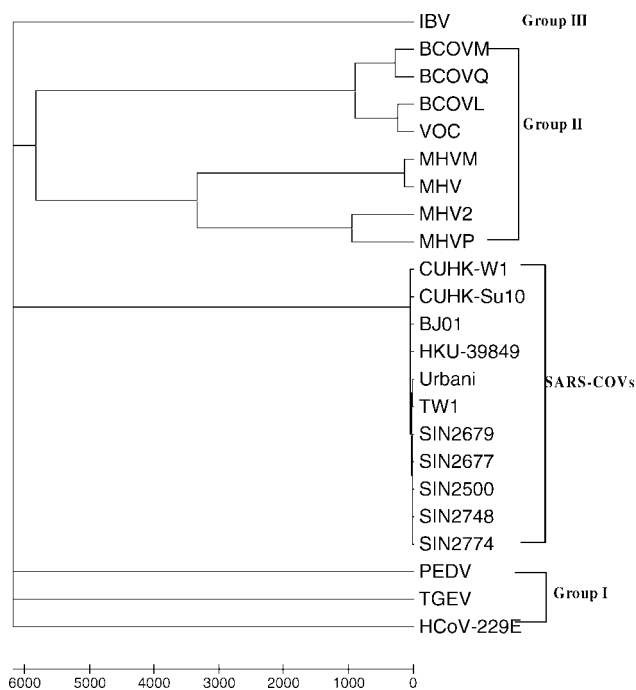 IBV
Group III
BCOVM
BCOVQ
BCOVL
Group II
VOC
MHVM
MHV
MHV2
MHVP
CUHK-W1
CUHK-Su10
BJ01
HKU-39849
Urbani
SARS-COVs
TW1
SIN2679
SIN2677
SIN2500
SIN2748
SIN2774
PEDV
Group I
TGEV
HCoV-229E
6000 5000 4000 3000 2000 1000 0